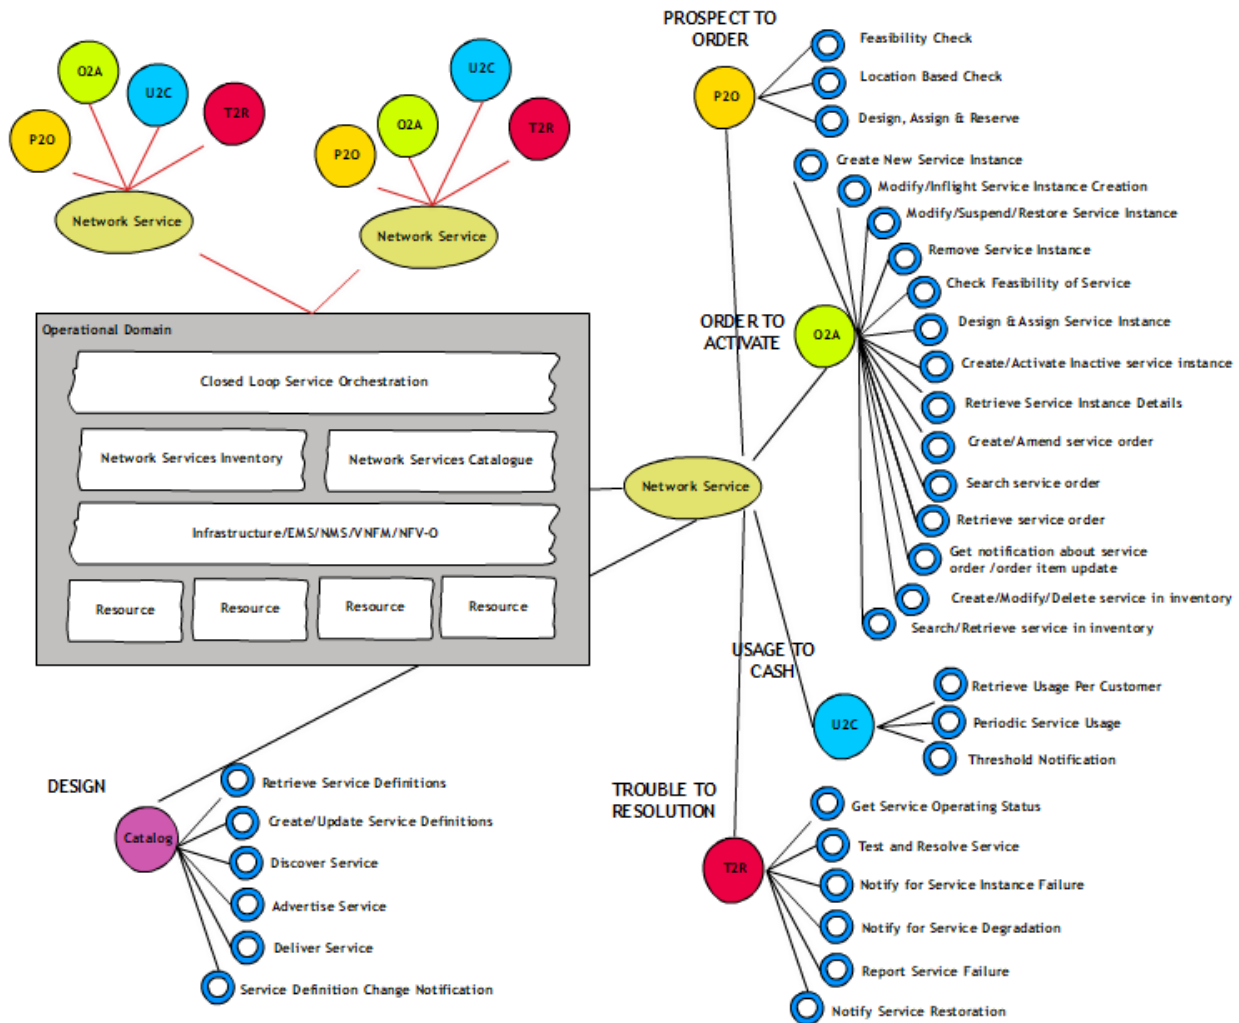 O2A
U2C
P2O
T2R
Network Service
U2C
O2A
P2O
T2R
Network Service
Operational Domain
Closed Loop Service Orchestration
Network Services Inventory
Network Services Catalogue
Infrastructure/EMS/NMS/VNFM/NFV-O
Resource
Resource
Resource
Resource
Network Service
PROSPECT TO
ORDER
P2O
Feasibility Check
Location Based Check
Design, Assign & Reserve
ORDER TO
ACTIVATE
O2A
Create New Service Instance
Modify/Inflight Service Instance Creation
Modify/Suspend/Restore Service Instance
Remove Service Instance
Check Feasibility of Service
Design & Assign Service Instance
Create/Activate Inactive service instance
Retrieve Service Instance Details
Create/Amend service order
Search service order
Retrieve service order
Get notification about service
order /order item update
Create/Modify/Delete service in inventory
Search/Retrieve service in inventory
USAGE TO
CASH
U2C
Retrieve Usage Per Customer
Periodic Service Usage
Threshold Notification
TROUBLE TO
RESOLUTION
T2R
Get Service Operating Status
Test and Resolve Service
Notify for Service Instance Failure
Notify for Service Degradation
Report Service Failure
Notify Service Restoration
DESIGN
Catalog
Retrieve Service Definitions
Create/Update Service Definitions
Discover Service
Advertise Service
Deliver Service
Service Definition Change Notification